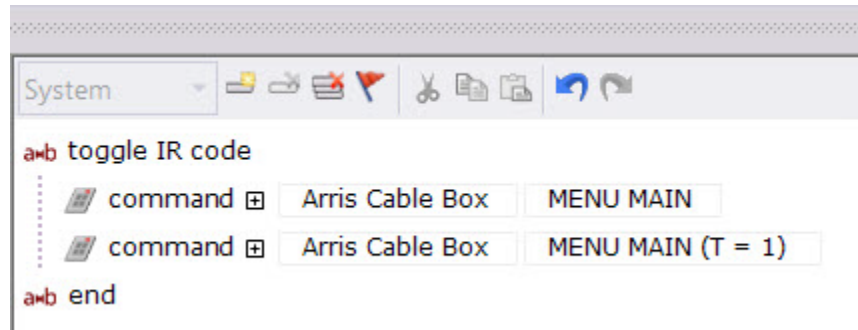 System
a↔b toggle IR code
command Arris Cable Box MENU MAIN
command Arris Cable Box MENU MAIN (T = 1)
a↔b end